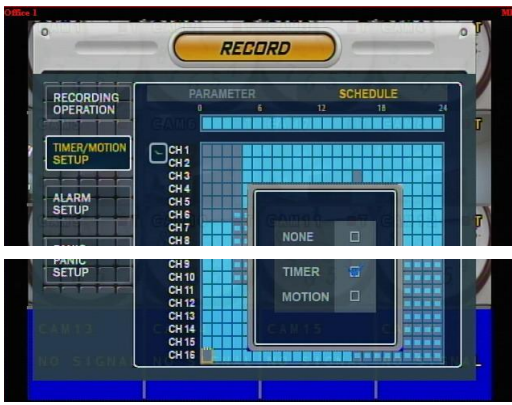 Office 1
RECORD
RECORDING OPERATION
TIMER/MOTION SETUP
ALARM SETUP
PANIC SETUP
PARAMETER SCHEDULE
0 6 12 18 24
CH 1
CH 2
CH 3
CH 4
CH 5
CH 6
CH 7
CH 8
CH 9
CH 10
CH 11
CH 12
CH 13
CH 14
CH 15
CH 16
NONE
TIMER
MOTION
CAM13
CAM15
NO SIGNAL